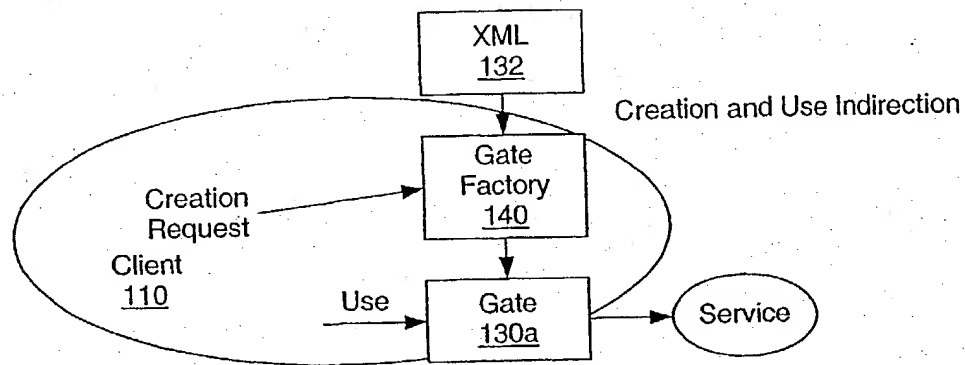 XML
132
Creation and Use Indirection
Gate
Factory
140
Creation
Request
Client
110
Use
Gate
130a
Service